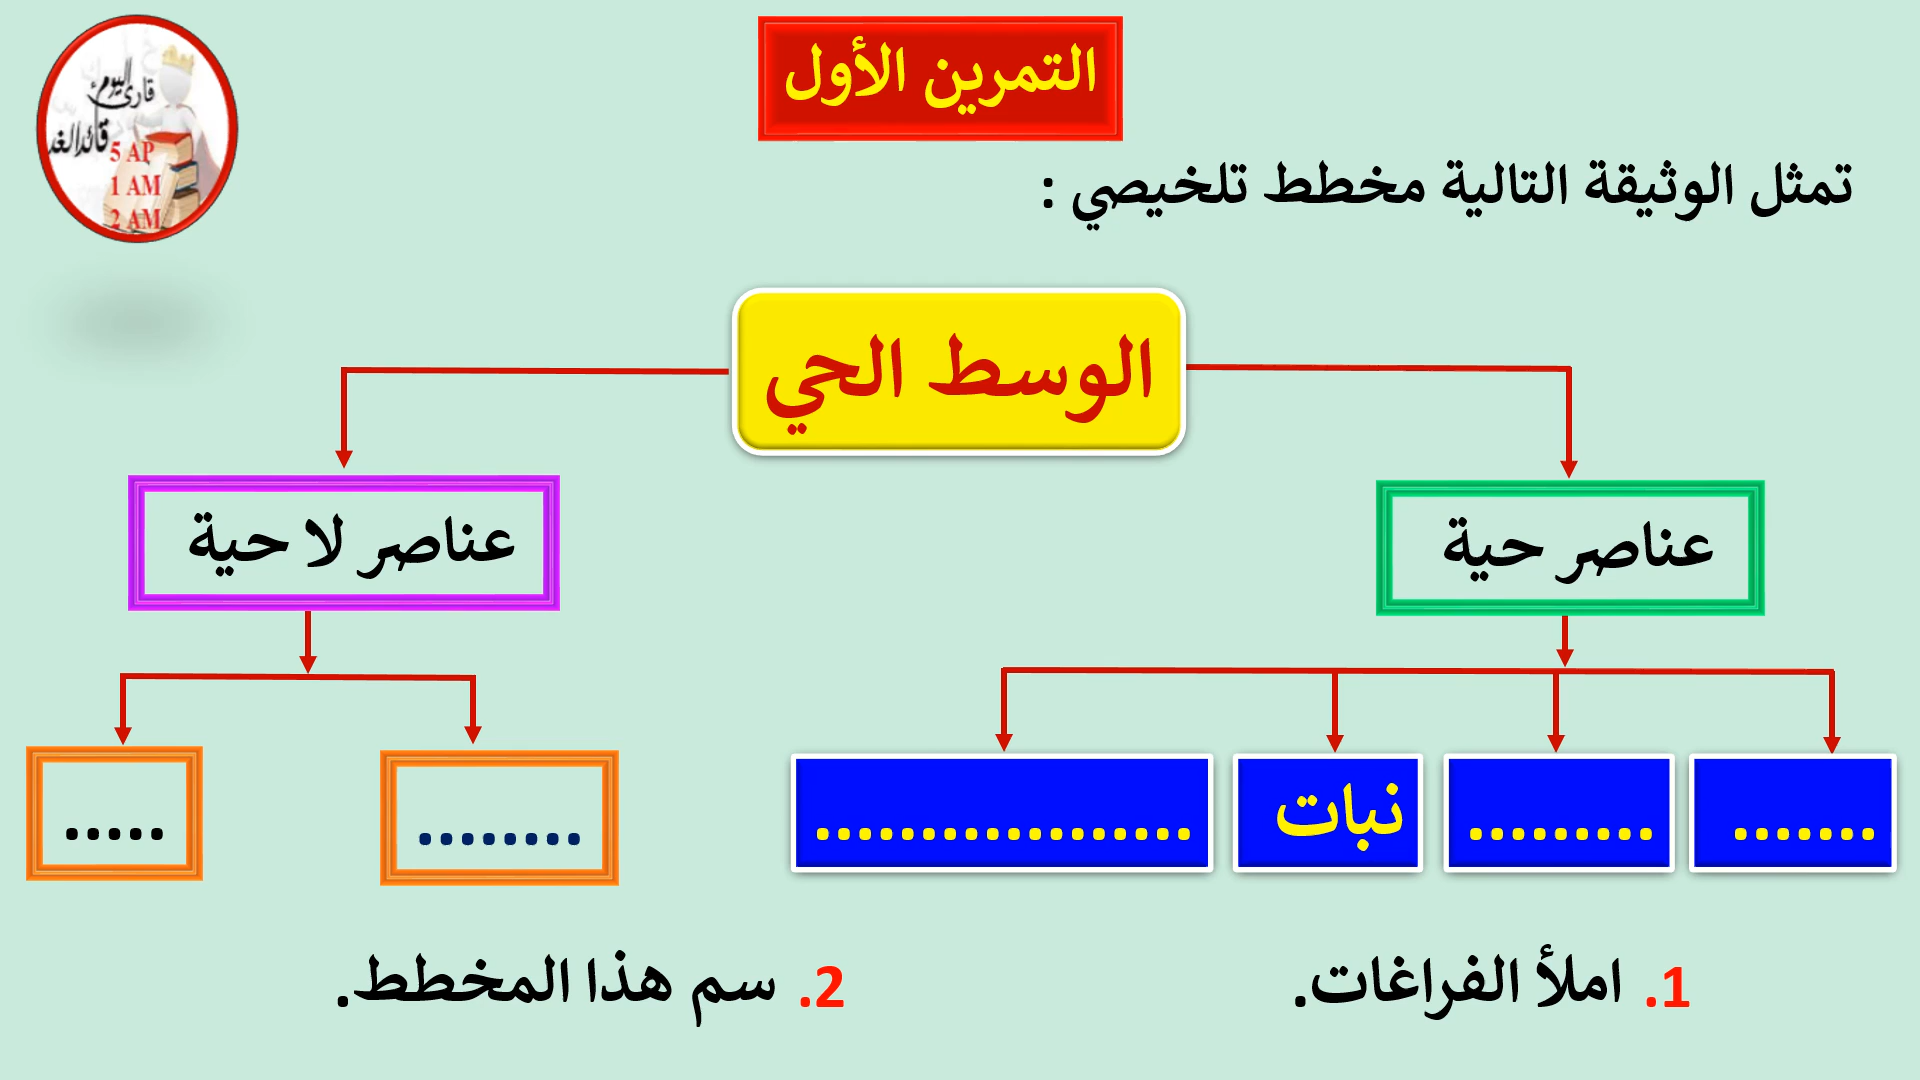 التمرين الأول
قارئ اليوم
قائد الغد
5 AP
1 AM
2 AM
تمثل الوثيقة التالية مخطط تلخيصي :
الوسط الحي
عناصر حية
عناصر لا حية
.......
.........
نبات
..................
........
.....
1. املأ الفراغات.
2. سم هذا المخطط.